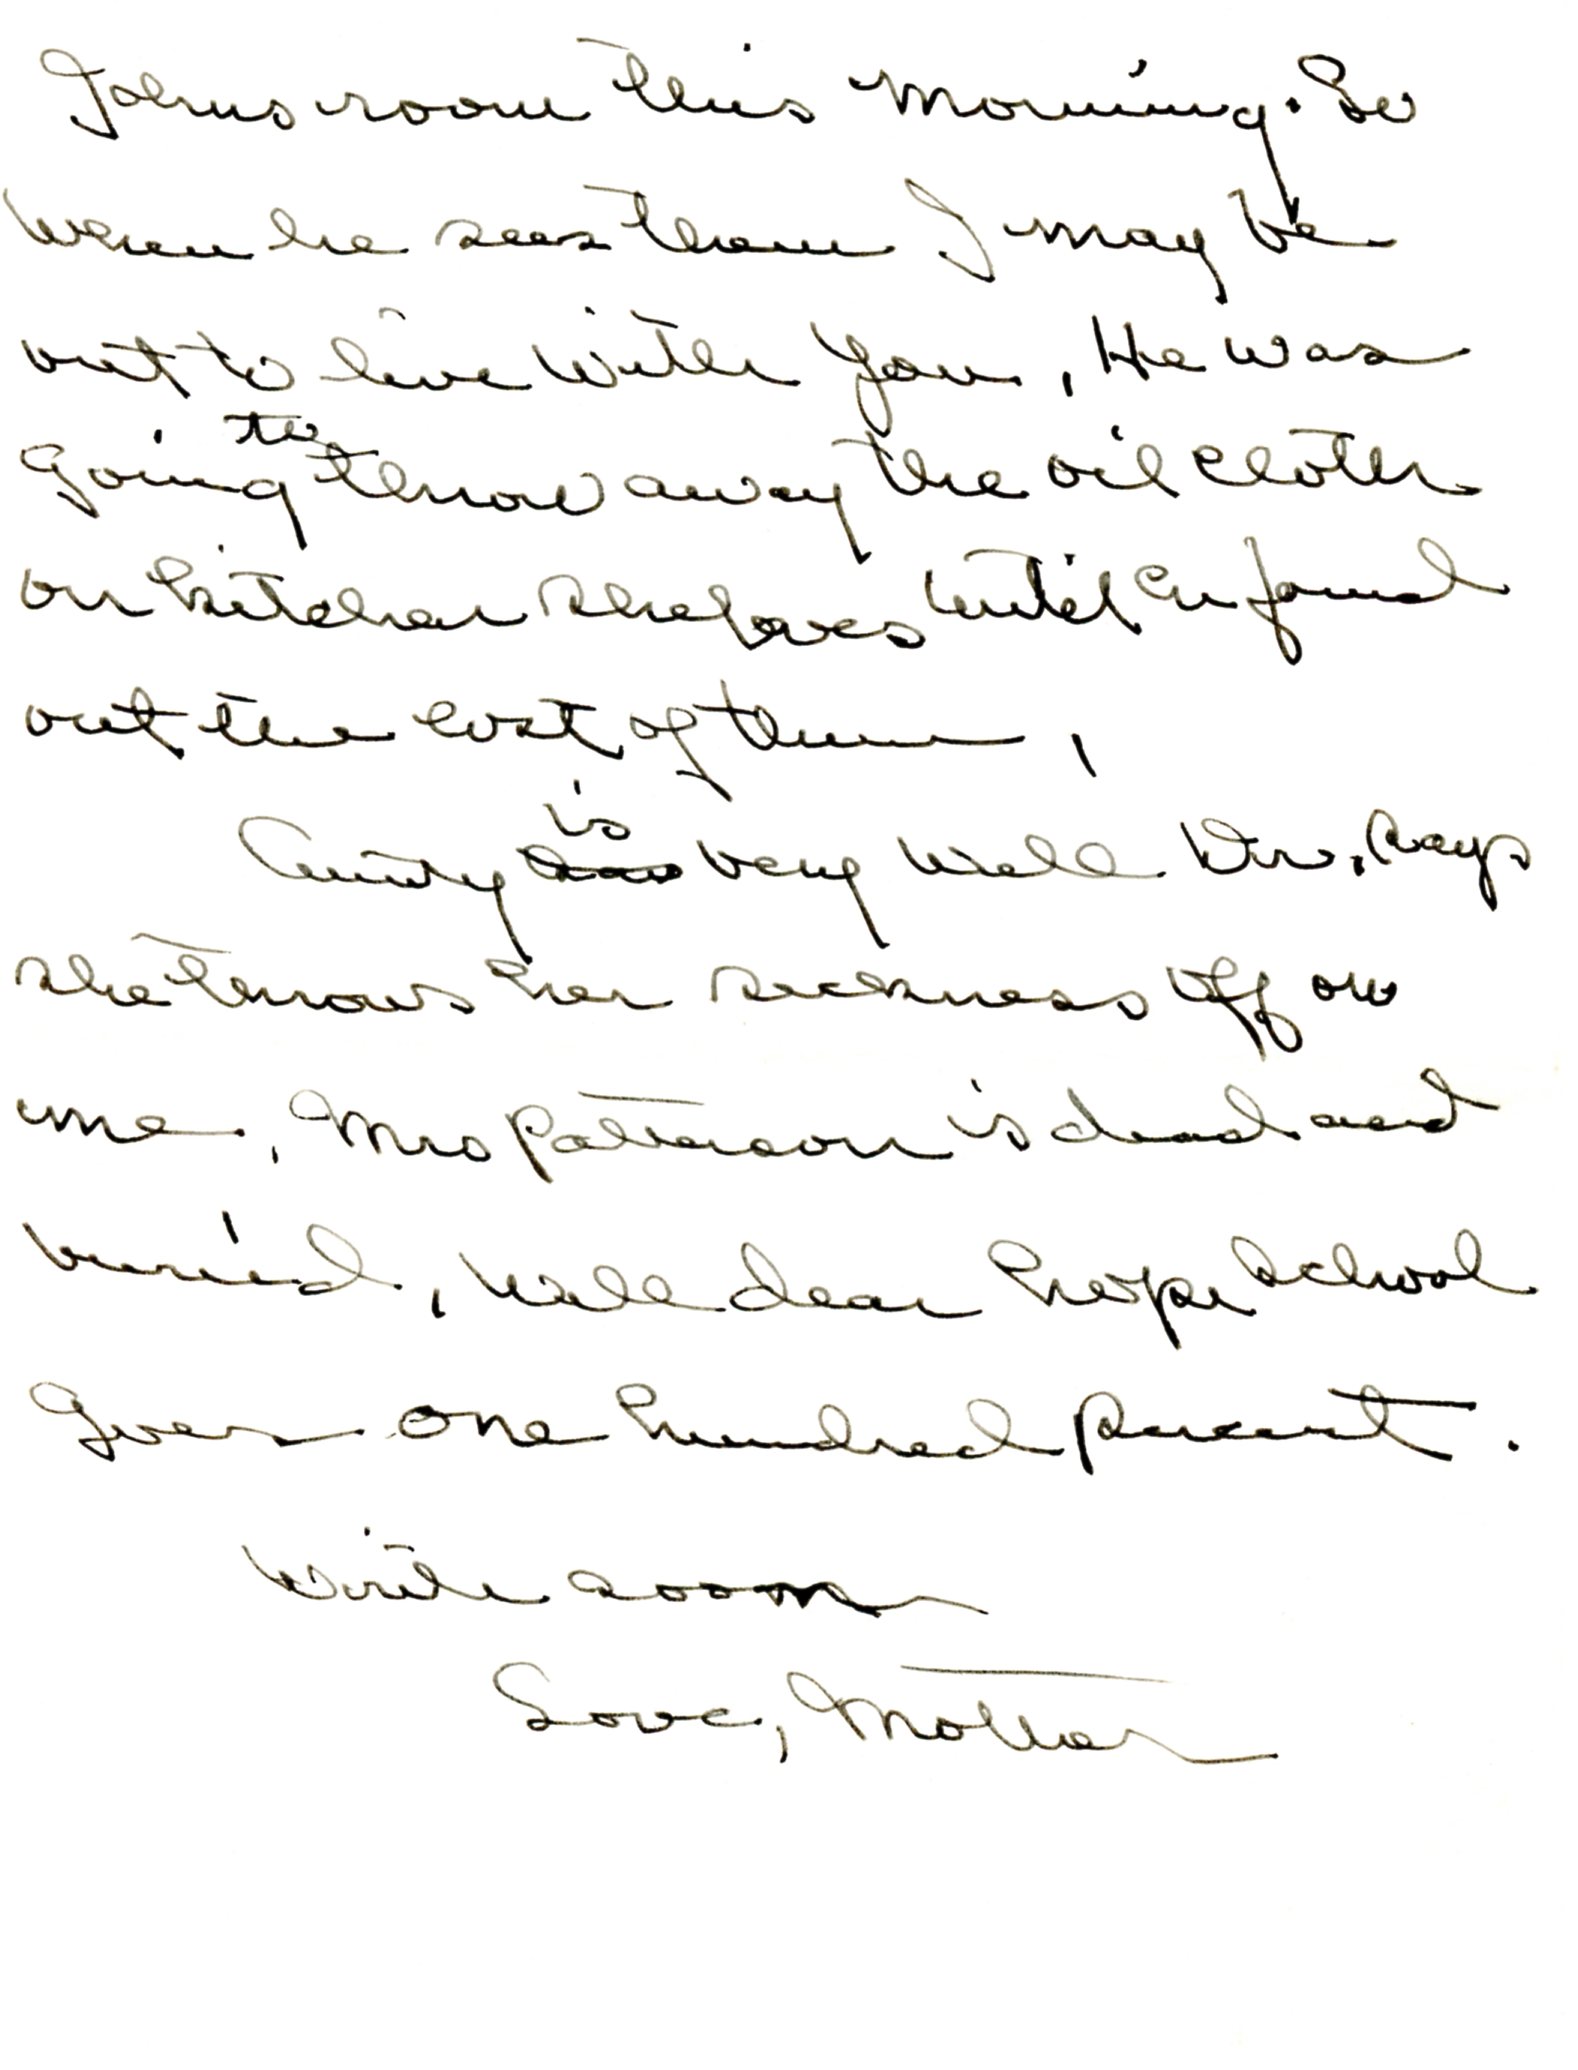 Johns room this morning. So
when he sees them I may be
out to live with you, He was
going to throw away the oil cloth
on kitchen shelves until he found
out the cost of them,
Aunty is very well Dr. Says
she throws her sickness off on
me, Mrs Patterson is dead and
buried, Well dear hope school
goes one hundred percent.
Write soon
Love, Mother